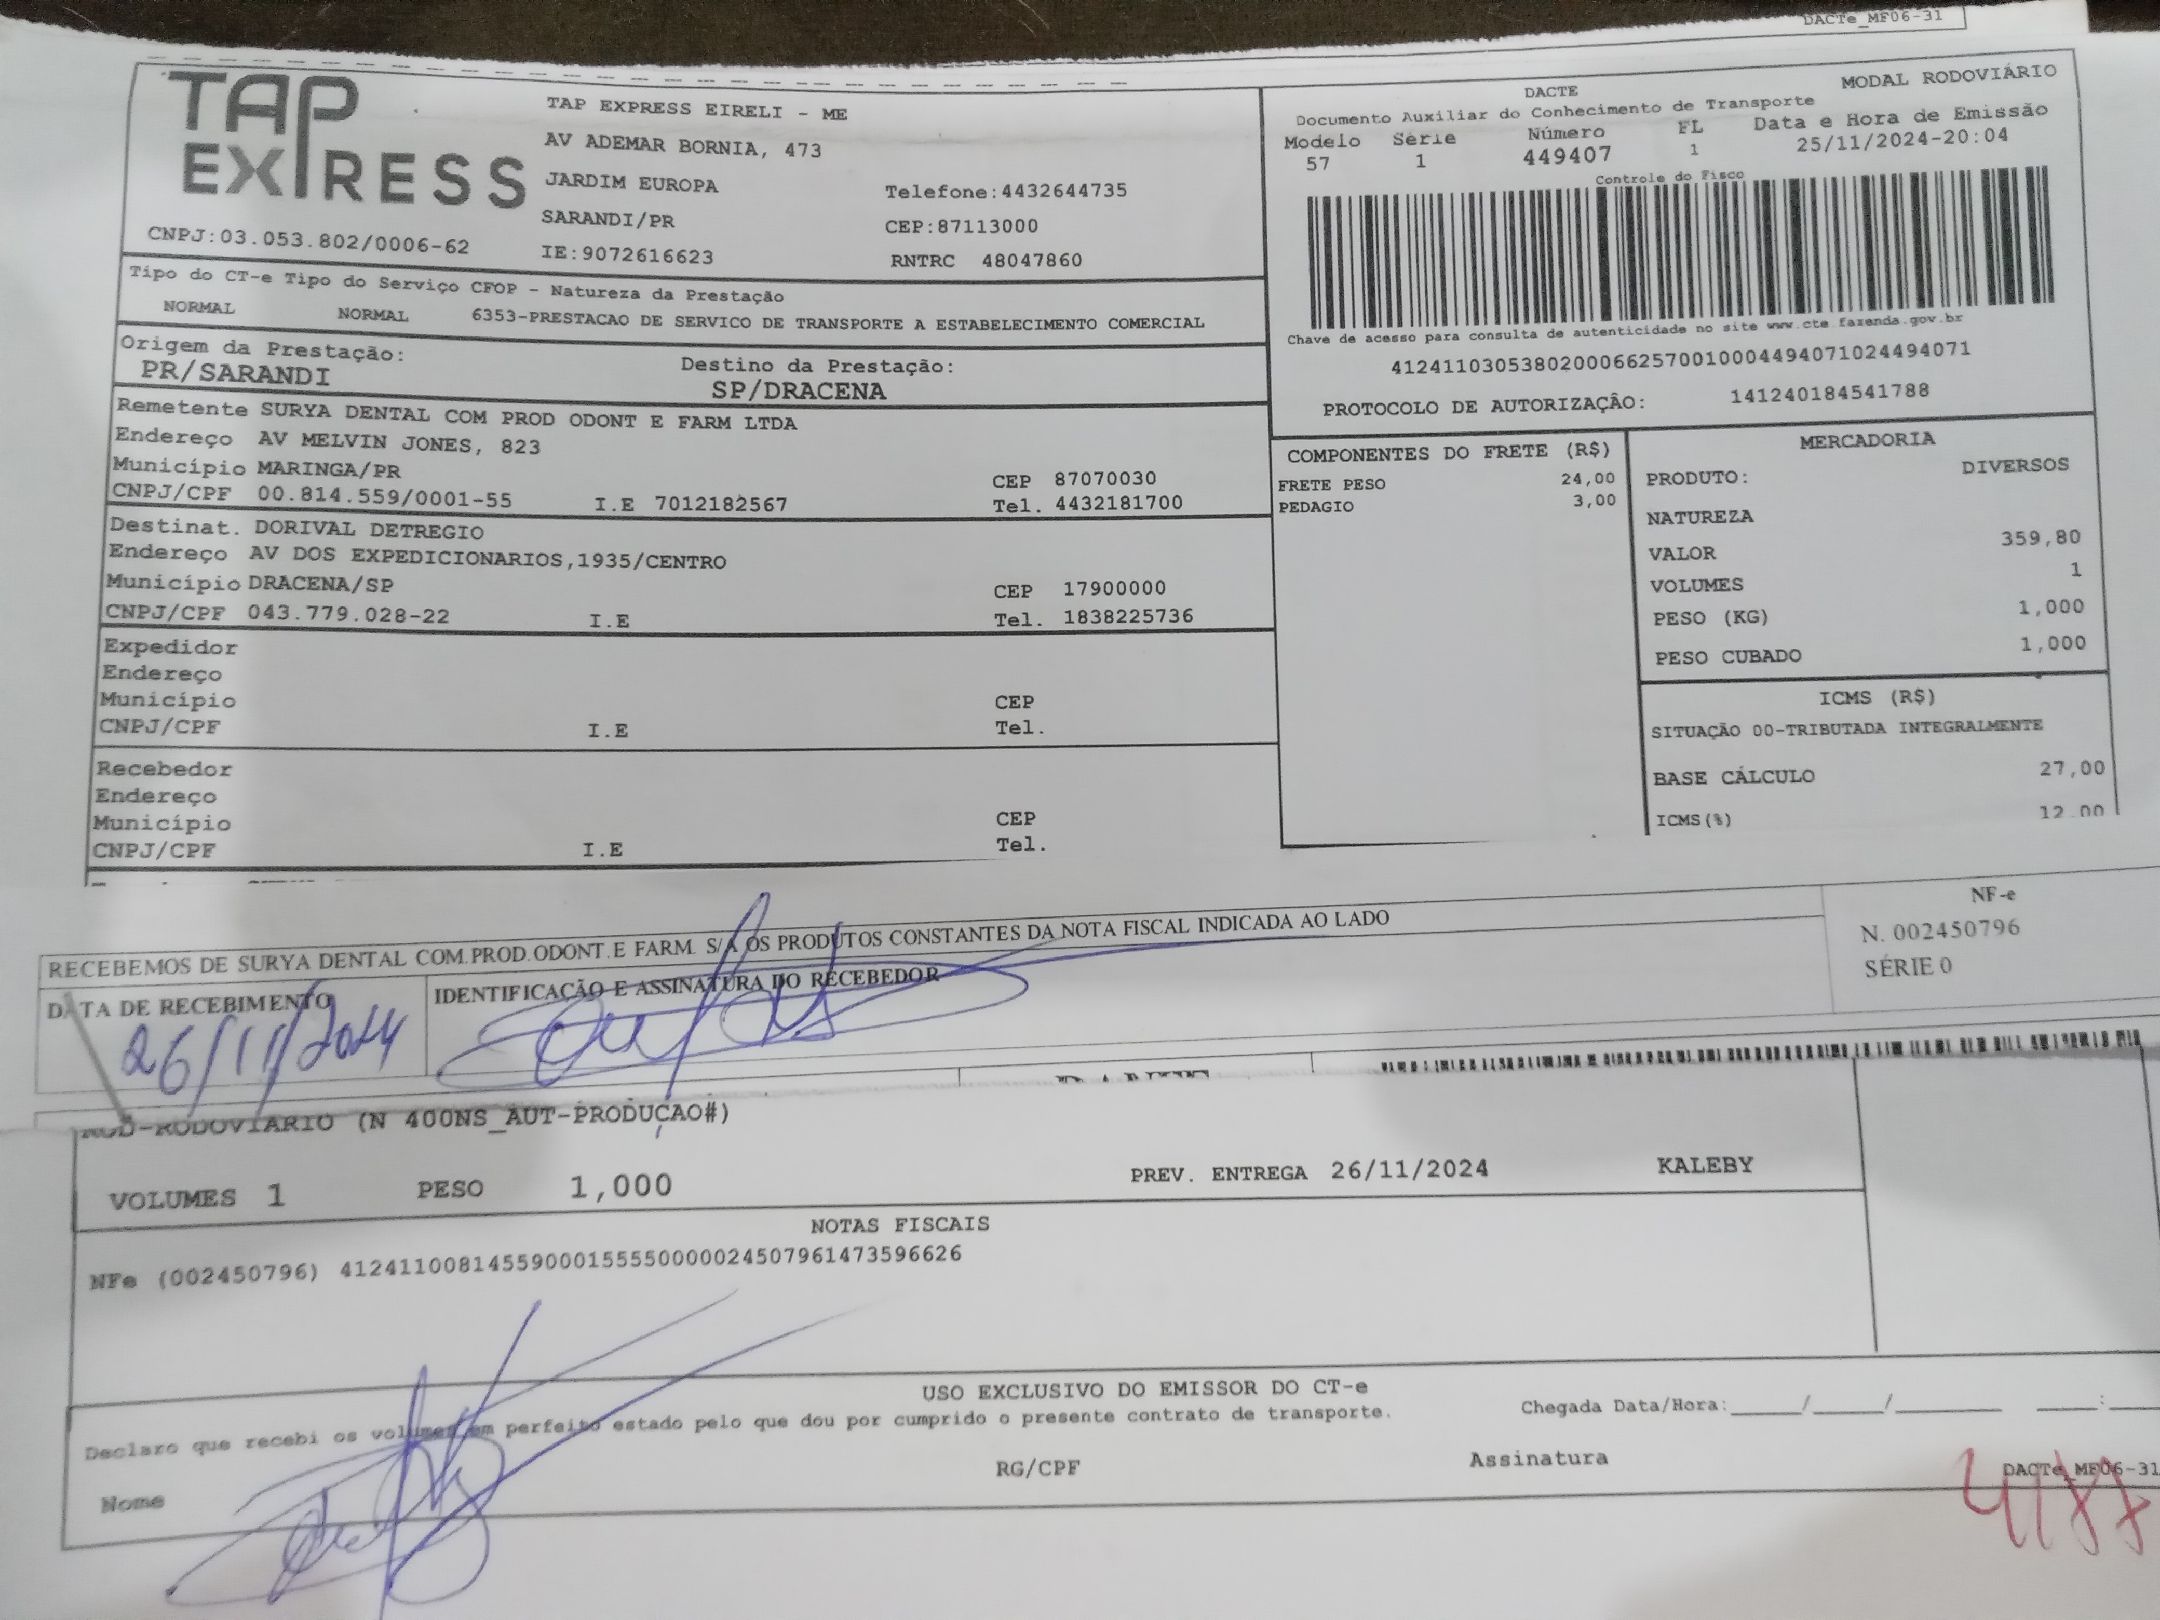 DACTe_MF06-31
TAP
EXPRESS
CNPJ:03.053.802/0006-62
TAP EXPRESS EIRELI - ME
AV ADEMAR BORNIA, 473
JARDIM EUROPA
SARANDI/PR
IE:9072616623
Telefone:4432644735
CEP:87113000
RNTRC 48047860
DACTE
MODAL RODOVIÁRIO
Documento Auxiliar do Conhecimento de Transporte
Modelo Série Número FL Data e Hora de Emissão
57 1 449407 1 25/11/2024-20:04
Controle do Fisco
Chave de acesso para consulta de autenticidade no site www.cte.fazenda.gov.br
41241103053802000662570010004494071024494071
PROTOCOLO DE AUTORIZAÇÃO: 141240184541788
Tipo do CT-e Tipo do Serviço CFOP - Natureza da Prestação
NORMAL NORMAL 6353-PRESTACAO DE SERVICO DE TRANSPORTE A ESTABELECIMENTO COMERCIAL
Origem da Prestação: Destino da Prestação:
PR/SARANDI SP/DRACENA
Remetente SURYA DENTAL COM PROD ODONT E FARM LTDA
Endereço AV MELVIN JONES, 823
Município MARINGA/PR CEP 87070030
CNPJ/CPF 00.814.559/0001-55 I.E 7012182567 Tel. 4432181700
Destinat. DORIVAL DETREGIO
Endereço AV DOS EXPEDICIONARIOS,1935/CENTRO
Município DRACENA/SP CEP 17900000
CNPJ/CPF 043.779.028-22 I.E Tel. 1838225736
Expedidor
Endereço
Município CEP
CNPJ/CPF I.E Tel.
Recebedor
Endereço
Município CEP
CNPJ/CPF I.E Tel.
COMPONENTES DO FRETE (R$)
FRETE PESO 24,00
PEDAGIO 3,00
MERCADORIA
PRODUTO: DIVERSOS
NATUREZA
VALOR 359,80
VOLUMES 1
PESO (KG) 1,000
PESO CUBADO 1,000
ICMS (R$)
SITUAÇÃO 00-TRIBUTADA INTEGRALMENTE
BASE CÁLCULO 27,00
ICMS(%) 12.00
RECEBEMOS DE SURYA DENTAL COM.PROD.ODONT.E FARM. S/A OS PRODUTOS CONSTANTES DA NOTA FISCAL INDICADA AO LADO
DATA DE RECEBIMENTO IDENTIFICAÇÃO E ASSINATURA DO RECEBEDOR
26/11/2024
NF-e
N. 002450796
SÉRIE 0
-RODOVIARIO (N 400NS_AUT-PRODUÇAO#)
VOLUMES 1 PESO 1,000 PREV. ENTREGA 26/11/2024 KALEBY
NOTAS FISCAIS
NFe (002450796) 41241100814559000155550000024507961473596626
USO EXCLUSIVO DO EMISSOR DO CT-e
Declaro que recebi os volumes em perfeito estado pelo que dou por cumprido o presente contrato de transporte.
Chegada Data/Hora:_____/_____/________ _____:____
Nome RG/CPF Assinatura
DACTe_MF06-31